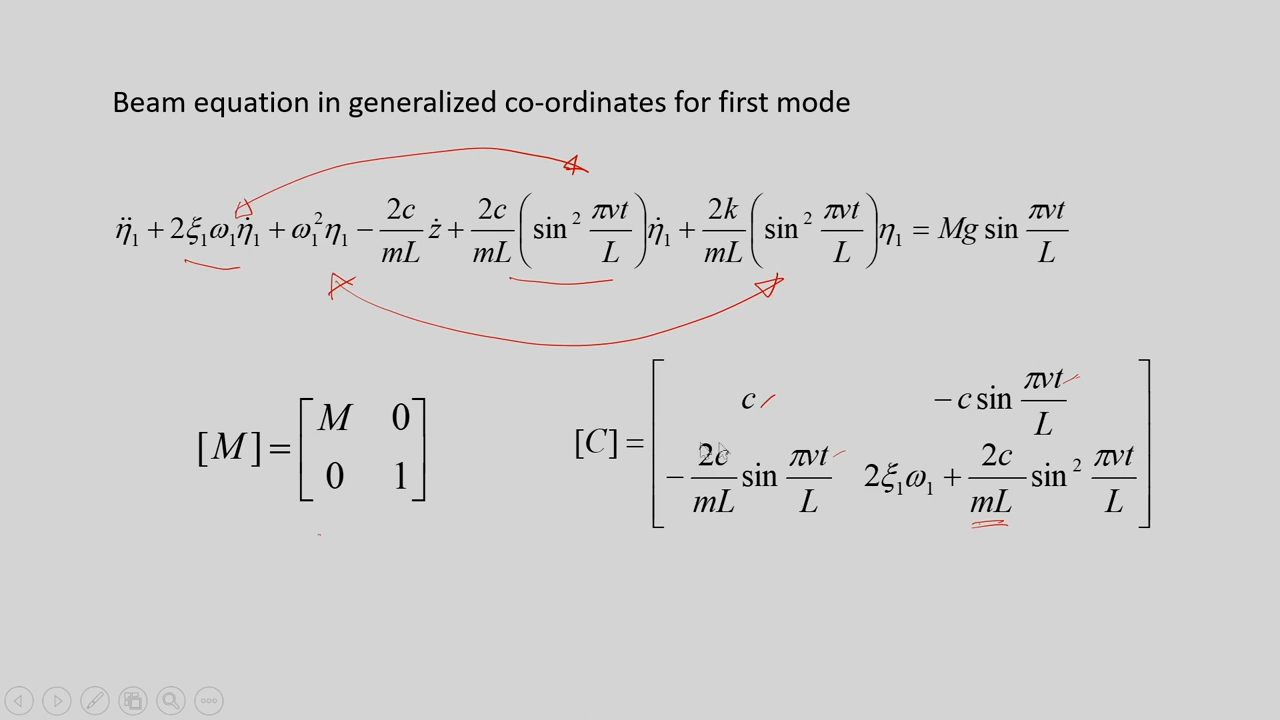 Beam equation in generalized co-ordinates for first mode
η̈₁ + 2ξ₁ω₁η̇₁ + ω₁²η₁ − 2c/mL ż + 2c/mL (sin² πvt/L) η̇₁ + 2k/mL (sin² πvt/L) η₁ = Mg sin πvt/L
[M] = [M 0; 0 1]
[C] = [c −c sin πvt/L; −2c/mL sin πvt/L 2ξ₁ω₁ + 2c/mL sin² πvt/L]